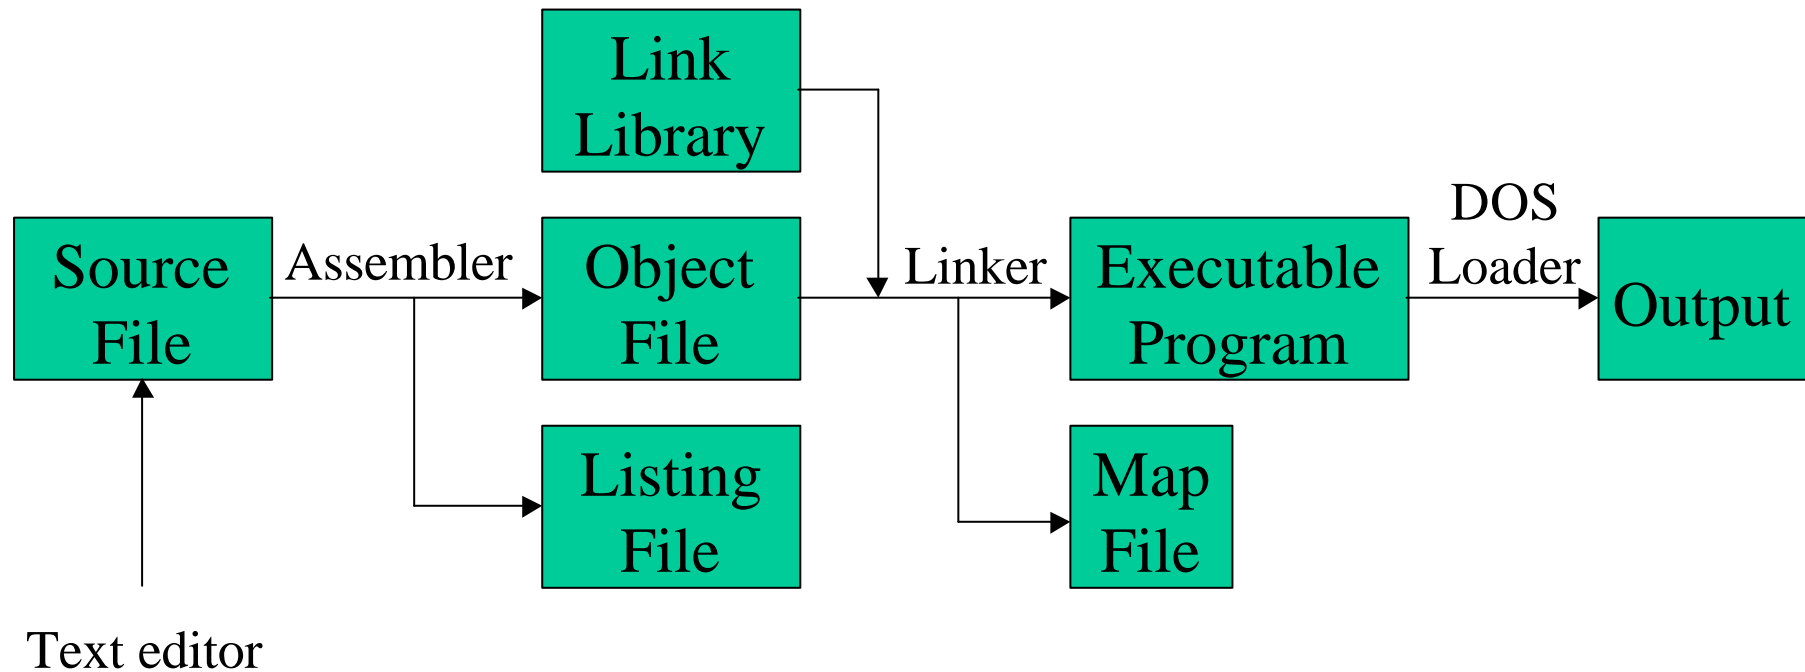 Link
Library
DOS
Source
File
Assembler
Object
File
Linker
Executable
Program
Loader
Output
Listing
File
Map
File
Text editor